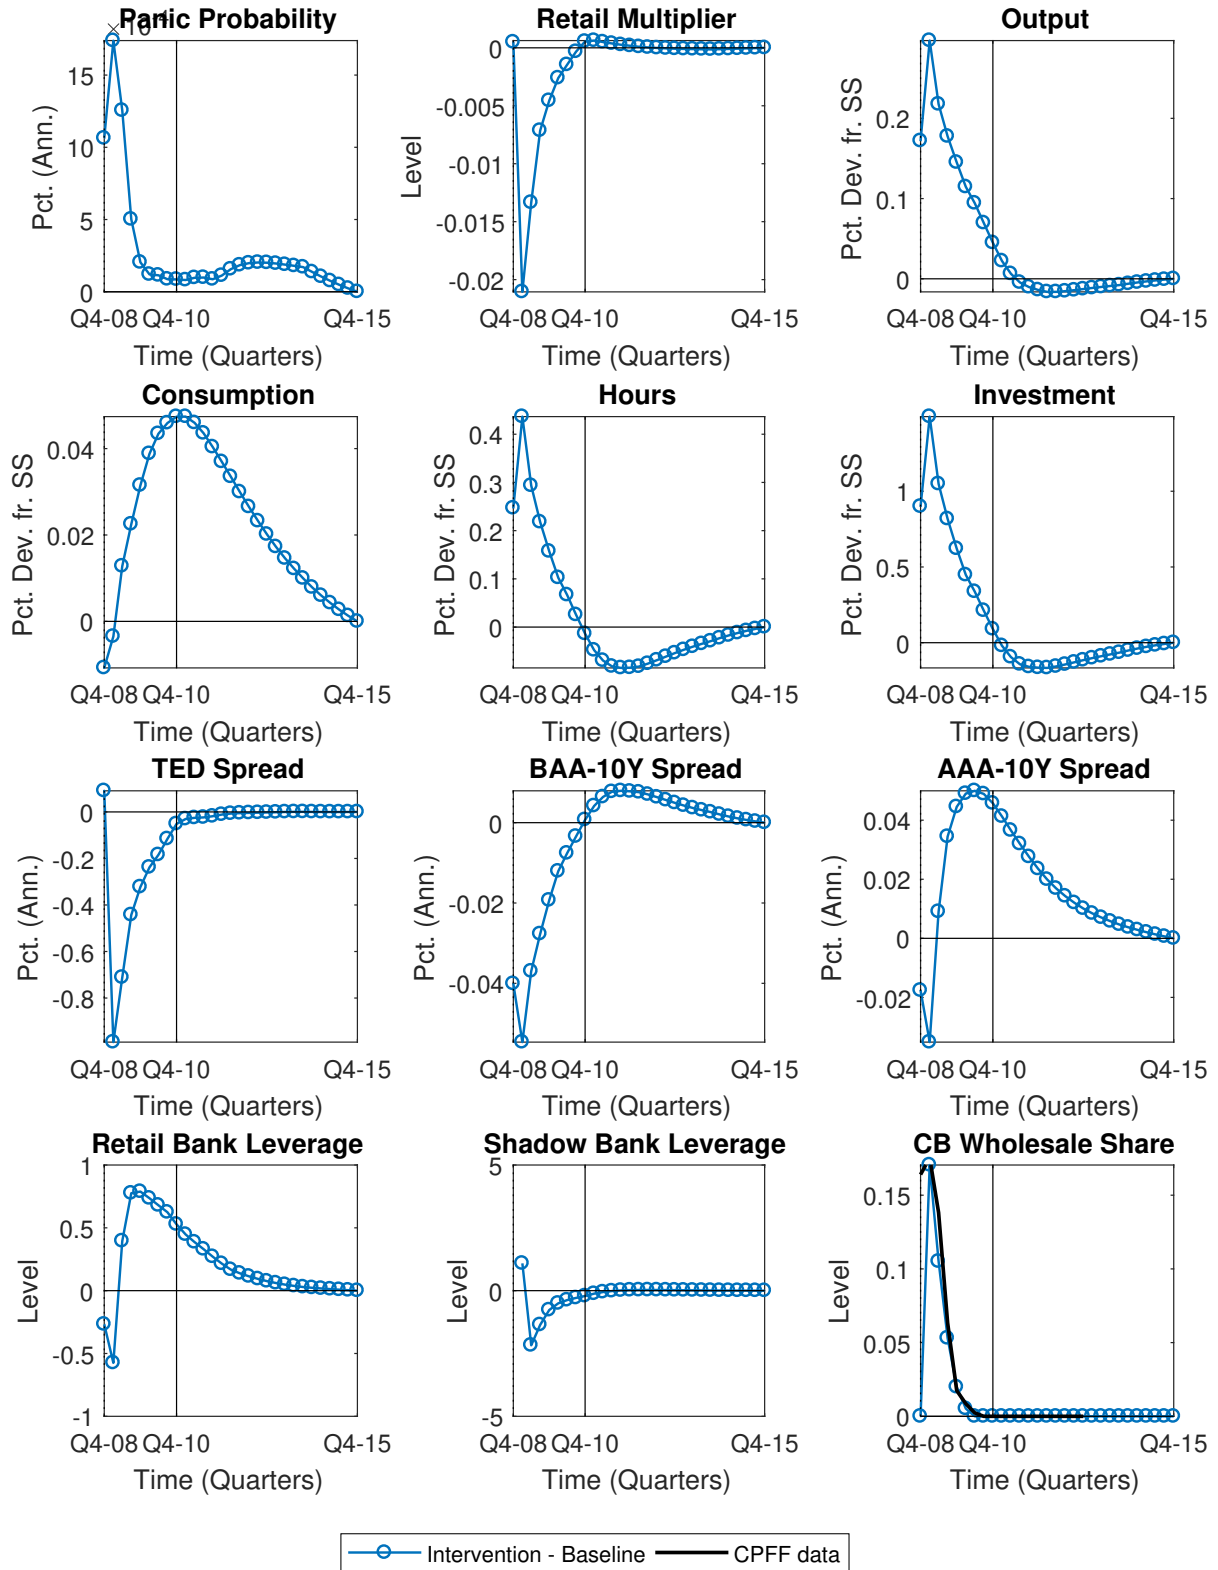 Panic Probability Retail Multiplier Output
× 10⁻⁴
15
10
5
0
Pct. (Ann.)
Q4-08 Q4-10 Q4-15
Time (Quarters)
0
-0.005
-0.01
-0.015
-0.02
Level
Q4-08 Q4-10 Q4-15
Time (Quarters)
0.2
0.1
0
Pct. Dev. fr. SS
Q4-08 Q4-10 Q4-15
Time (Quarters)
Consumption Hours Investment
0.04
0.02
0
Pct. Dev. fr. SS
Q4-08 Q4-10 Q4-15
Time (Quarters)
0.4
0.3
0.2
0.1
0
Pct. Dev. fr. SS
Q4-08 Q4-10 Q4-15
Time (Quarters)
1
0.5
0
Pct. Dev. fr. SS
Q4-08 Q4-10 Q4-15
Time (Quarters)
TED Spread BAA-10Y Spread AAA-10Y Spread
0
-0.2
-0.4
-0.6
-0.8
Pct. (Ann.)
Q4-08 Q4-10 Q4-15
Time (Quarters)
0
-0.02
-0.04
Pct. (Ann.)
Q4-08 Q4-10 Q4-15
Time (Quarters)
0.04
0.02
0
-0.02
Pct. (Ann.)
Q4-08 Q4-10 Q4-15
Time (Quarters)
Retail Bank Leverage Shadow Bank Leverage CB Wholesale Share
1
0.5
0
-0.5
-1
Level
Q4-08 Q4-10 Q4-15
Time (Quarters)
5
0
-5
Level
Q4-08 Q4-10 Q4-15
Time (Quarters)
0.15
0.1
0.05
0
Level
Q4-08 Q4-10 Q4-15
Time (Quarters)
Intervention - Baseline CPFF data